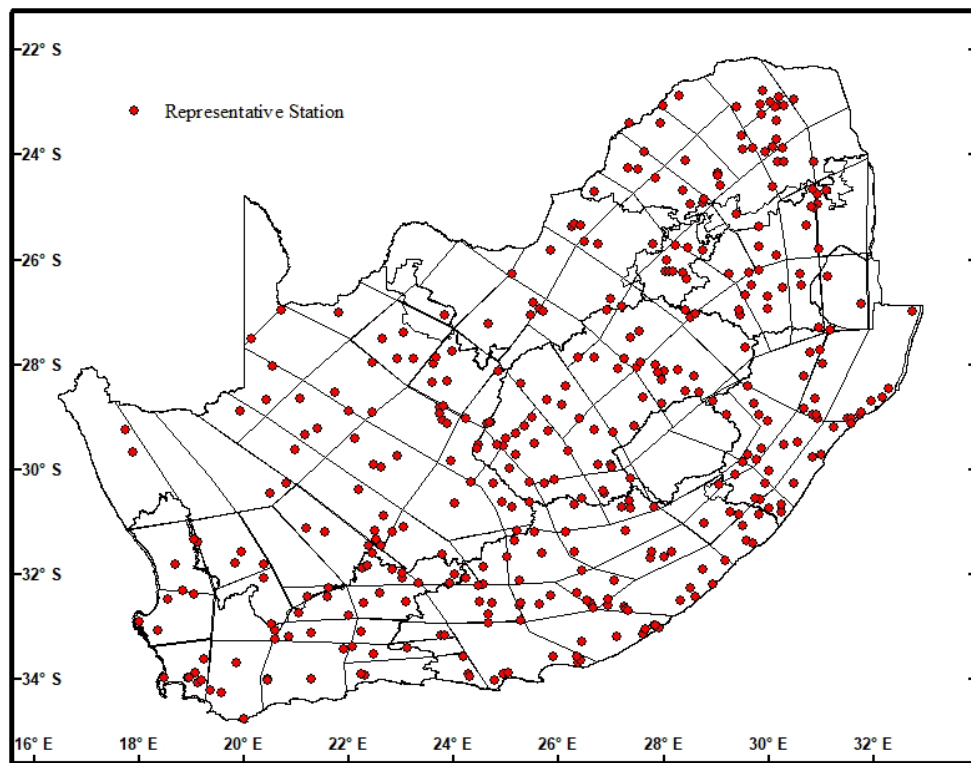 22° S
Representative Station
24° S
26° S
28° S
30° S
32° S
34° S
16° E 18° E 20° E 22° E 24° E 26° E 28° E 30° E 32° E